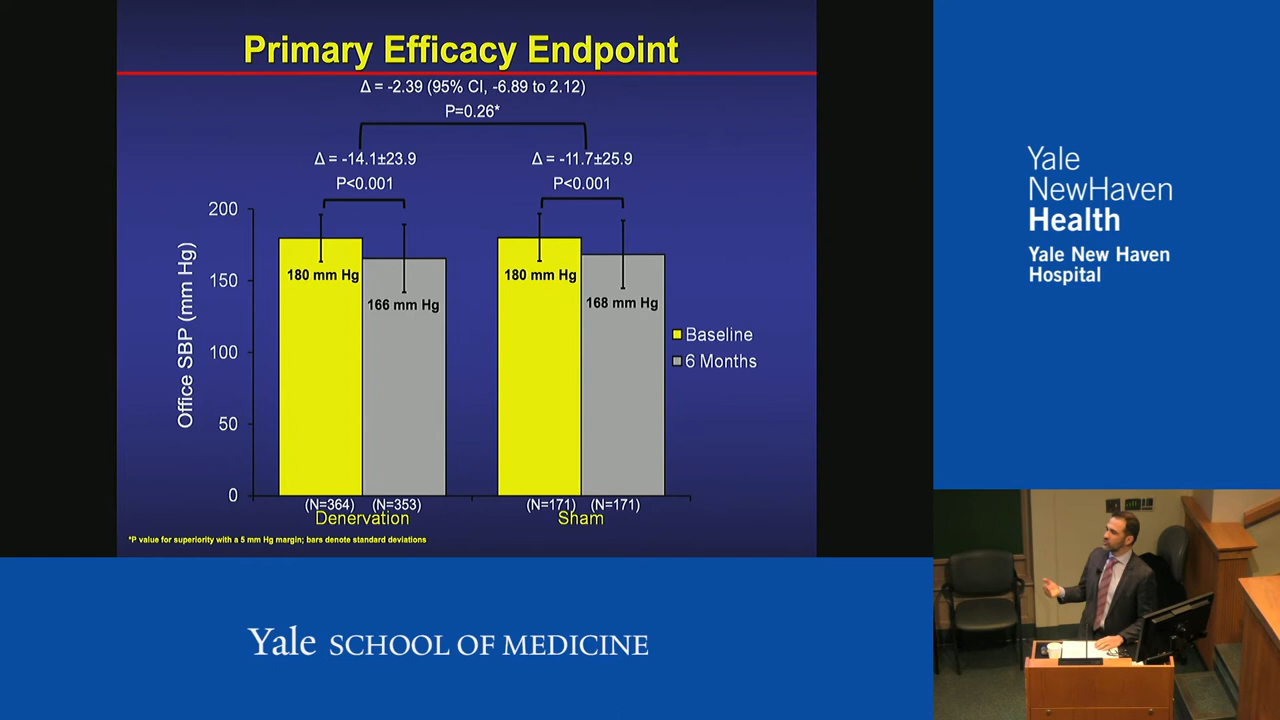 Primary Efficacy Endpoint
Δ = -2.39 (95% CI, -6.89 to 2.12)
P=0.26*
Δ = -14.1±23.9
P<0.001
Δ = -11.7±25.9
P<0.001
Office SBP (mm Hg)
200
150
100
50
0
180 mm Hg
166 mm Hg
180 mm Hg
168 mm Hg
Baseline
6 Months
(N=364) (N=353)
Denervation
(N=171) (N=171)
Sham
*P value for superiority with a 5 mm Hg margin; bars denote standard deviations
Yale
NewHaven
Health
Yale New Haven
Hospital
Yale SCHOOL OF MEDICINE